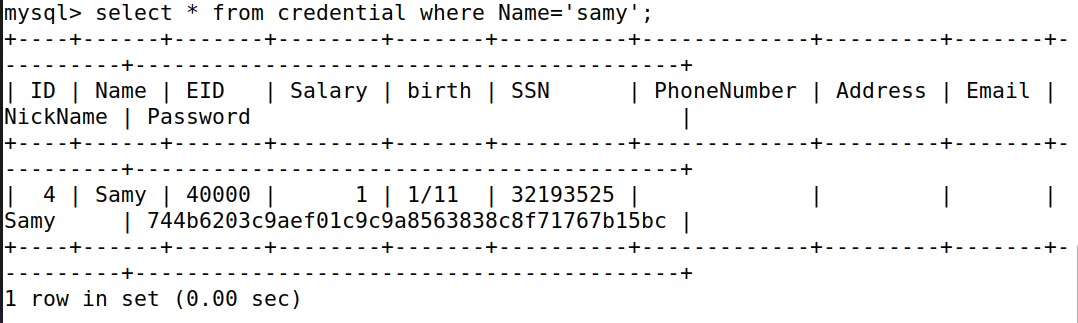 mysql> select * from credential where Name='samy';
+----+------+-------+--------+-------+----------+-------------+---------+-------+-
---------+------------------------------------------+
| ID | Name | EID   | Salary | birth | SSN      | PhoneNumber | Address | Email |
NickName | Password                                 |
+----+------+-------+--------+-------+----------+-------------+---------+-------+-
---------+------------------------------------------+
|  4 | Samy | 40000 |      1 | 1/11  | 32193525 |             |         |       |
Samy     | 744b6203c9aef01c9c9a8563838c8f71767b15bc |
+----+------+-------+--------+-------+----------+-------------+---------+-------+-
---------+------------------------------------------+
1 row in set (0.00 sec)